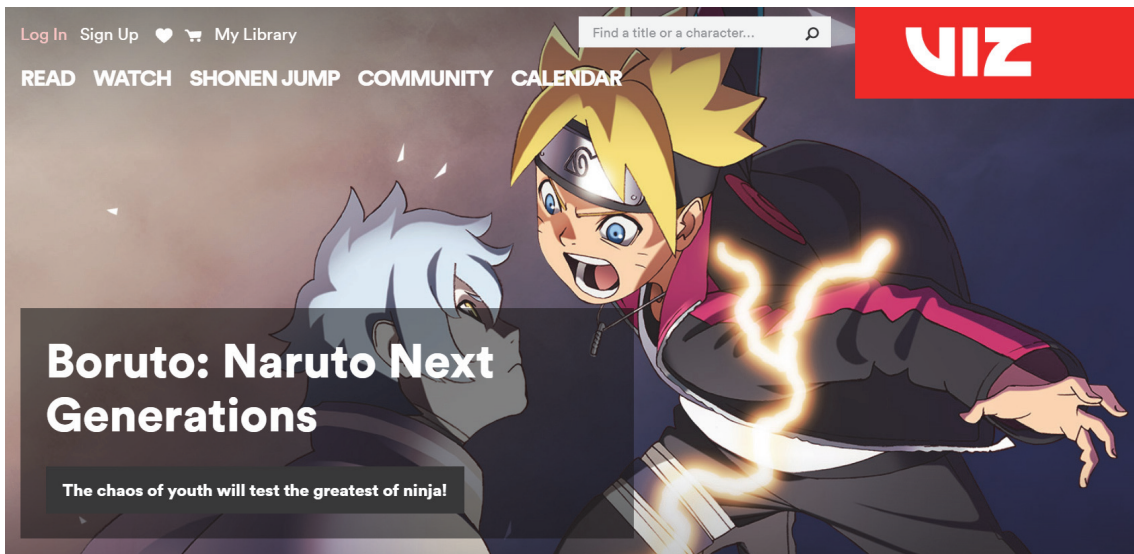 Log In Sign Up My Library
Find a title or a character...
VIZ
READ WATCH SHONEN JUMP COMMUNITY CALENDAR
Boruto: Naruto Next
Generations
The chaos of youth will test the greatest of ninja!